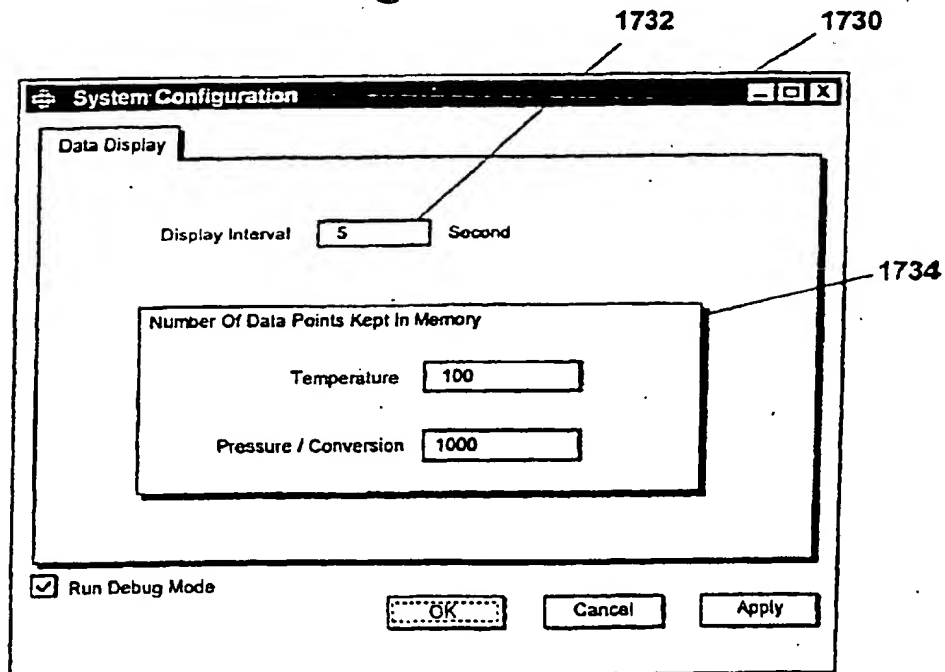 1732 1730
System Configuration
Data Display
Display Interval 5 Second
1734
Number Of Data Points Kept In Memory
Temperature 100
Pressure / Conversion 1000
Run Debug Mode
OK Cancel Apply